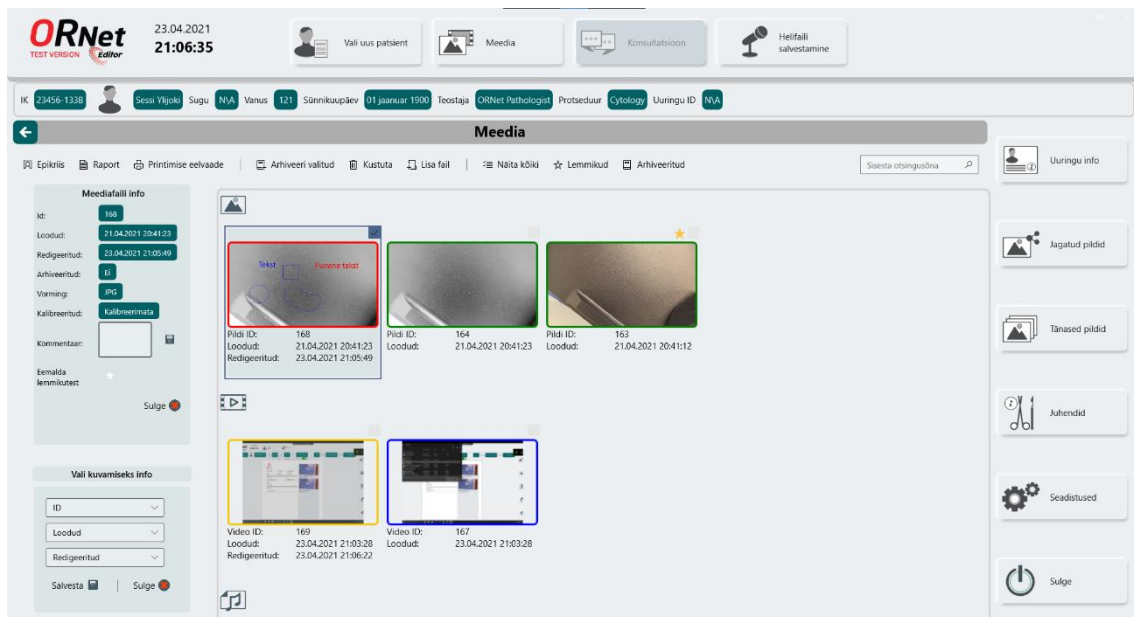 ORNet
TEST VERSION Editor
23.04.2021
21:06:35
Vali uus patsient
Meedia
Konsultatsioon
Helifaili
salvestamine
IK 23456-133B Sessi Ylijoki Sugu N\A Vanus 121 Sünnikuupäev 01 jaanuar 1900 Teostaja ORNet Pathologist Protseduur Cytology Uuringu ID N\A
Meedia
Epikriis Raport Printimise eelvaade | Arhiveeri valitud Kustuta Lisa fail | Näita kõiki Lemmikud Arhiveeritud
Sisesta otsingusõna
Meediafaili info
Id: 168
Loodud: 21.04.2021 20:41:23
Redigeeritud: 23.04.2021 21:05:49
Arhiveeritud: Ei
Vorming: JPG
Kalibreeritud: Kalibreerimata
Kommentaar:
Eemalda
lemmikutest
Sulge
Vali kuvamiseks info
ID
Loodud
Redigeeritud
Salvesta | Sulge
Tekst Punane tekst
Pildi ID: 168
Loodud: 21.04.2021 20:41:23
Redigeeritud: 23.04.2021 21:05:49
Pildi ID: 164
Loodud: 21.04.2021 20:41:23
Pildi ID: 163
Loodud: 21.04.2021 20:41:12
Video ID: 169
Loodud: 23.04.2021 21:03:28
Redigeeritud: 23.04.2021 21:06:22
Video ID: 167
Loodud: 23.04.2021 21:03:28
Uuringu info
Jagatud pildid
Tänased pildid
Juhendid
Seadistused
Sulge